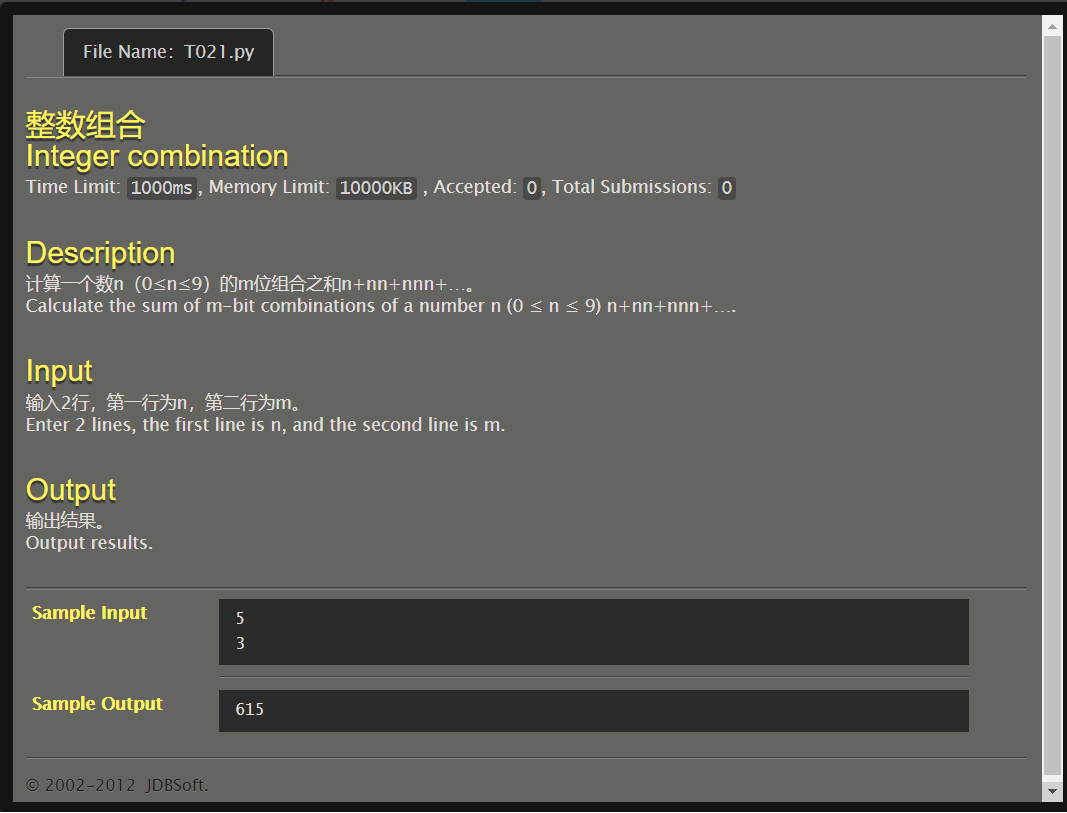 File Name: T021.py
整数组合
Integer combination
Time Limit: 1000ms, Memory Limit: 10000KB , Accepted: 0, Total Submissions: 0
Description
计算一个数n（0≤n≤9）的m位组合之和n+nn+nnn+…。
Calculate the sum of m-bit combinations of a number n (0 ≤ n ≤ 9) n+nn+nnn+….
Input
输入2行，第一行为n，第二行为m。
Enter 2 lines, the first line is n, and the second line is m.
Output
输出结果。
Output results.
Sample Input
5
3
Sample Output
615
© 2002-2012 JDBSoft.